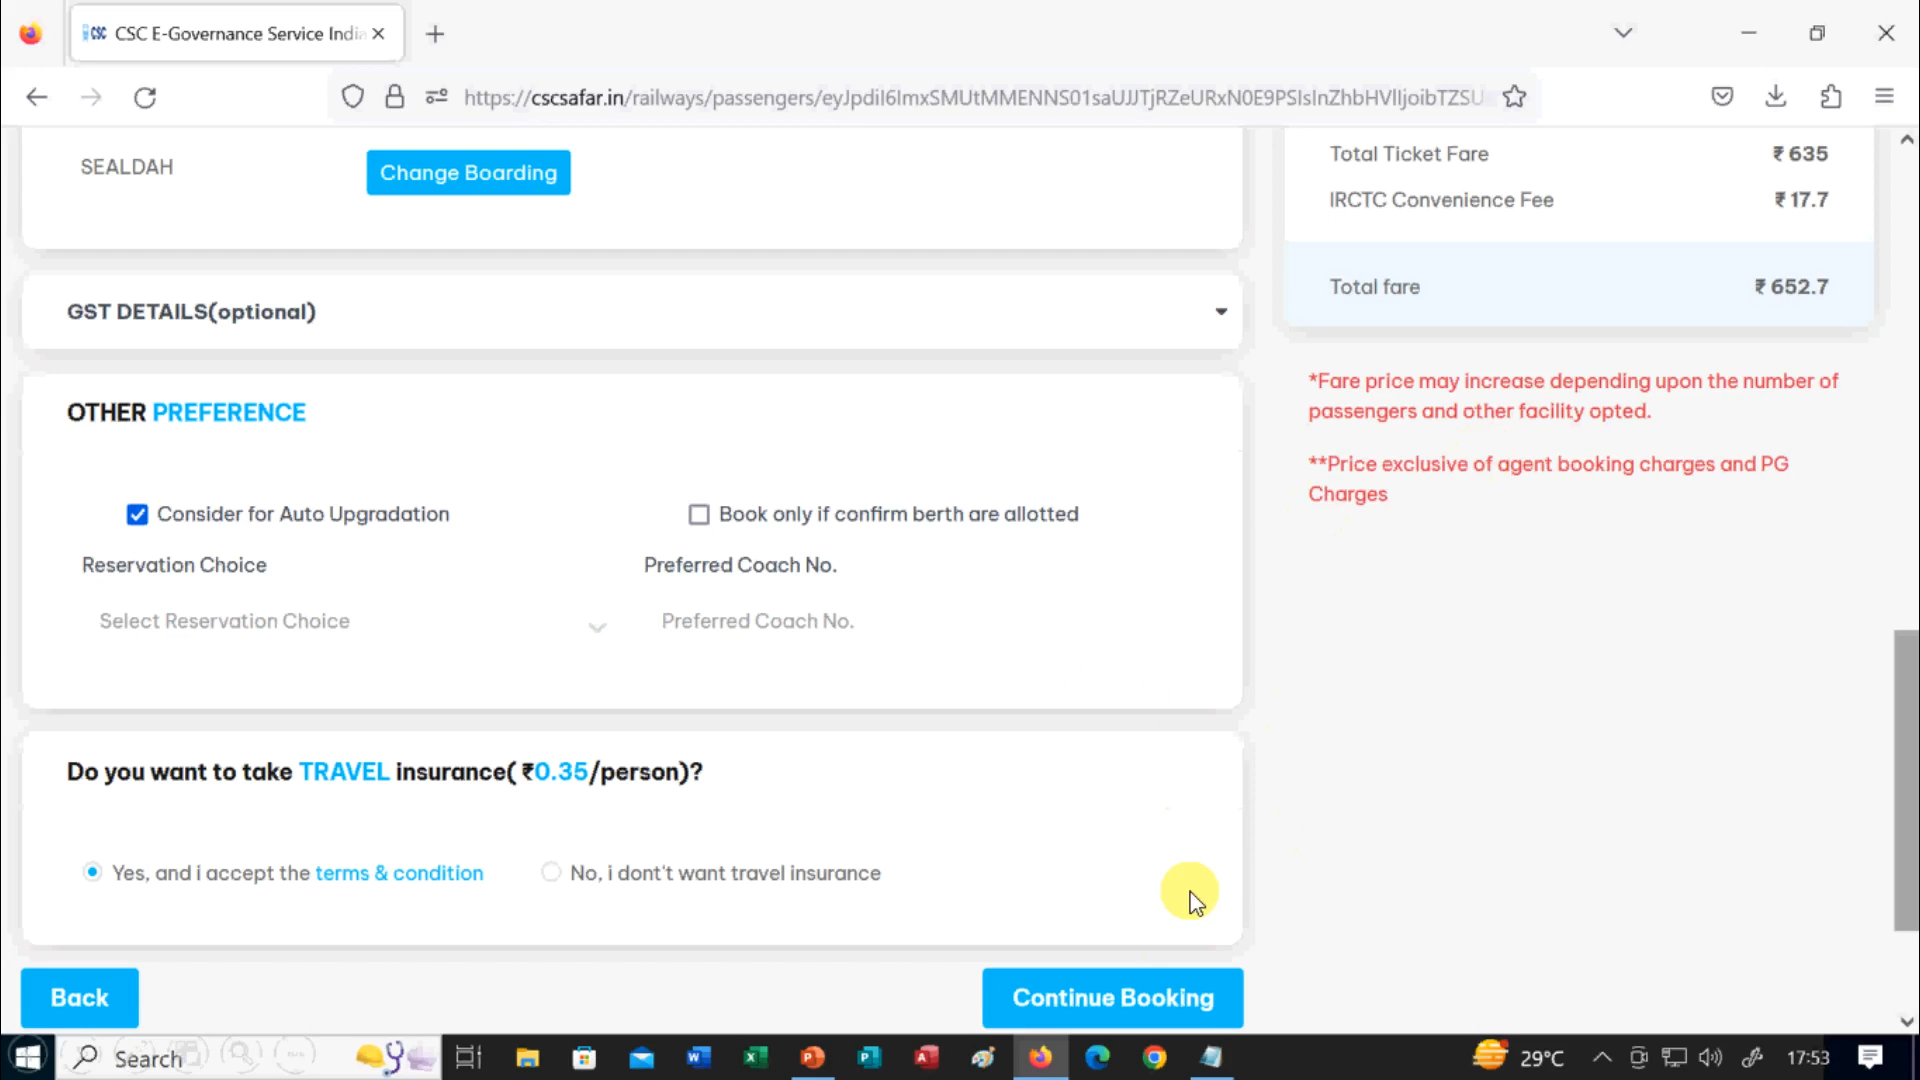 CSC E-Governance Service India
https://cscsafar.in/railways/passengers/
SEALDAH
Change Boarding
Total Ticket Fare ₹ 635
IRCTC Convenience Fee ₹ 17.7
Total fare ₹ 652.7
GST DETAILS(optional)
*Fare price may increase depending upon the number of
passengers and other facility opted.
**Price exclusive of agent booking charges and PG
Charges
OTHER PREFERENCE
Consider for Auto Upgradation
Book only if confirm berth are allotted
Reservation Choice
Preferred Coach No.
Select Reservation Choice
Preferred Coach No.
Do you want to take TRAVEL insurance( ₹0.35/person)?
Yes, and i accept the terms & condition
No, i dont't want travel insurance
Back
Continue Booking
Search
29°C
17:53